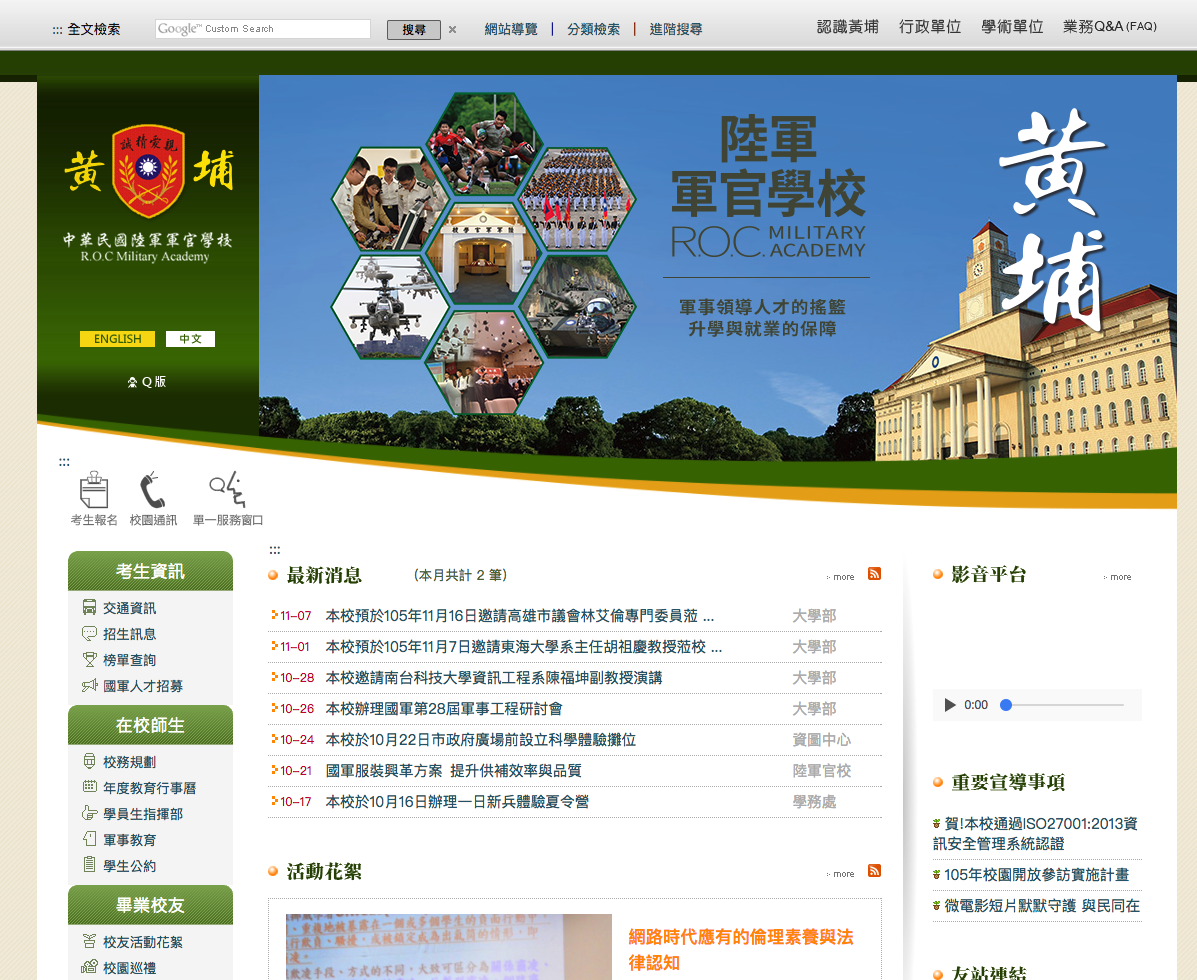 ::: 全文檢索 Google™ Custom Search 搜尋 × 網站導覽 | 分類檢索 | 進階搜尋 認識黃埔 行政單位 學術單位 業務Q&A(FAQ)
誠精愛親
黃 埔
中華民國陸軍軍官學校
R.O.C Military Academy
ENGLISH 中文
Q版
陸軍
軍官學校
R.O.C. MILITARY ACADEMY
軍事領導人才的搖籃
升學與就業的保障
黃埔
:::
考生報名 校園通訊 單一服務窗口
考生資訊
交通資訊
招生訊息
榜單查詢
國軍人才招募
在校師生
校務規劃
年度教育行事曆
學員生指揮部
軍事教育
學生公約
畢業校友
校友活動花絮
校園巡禮
:::
最新消息 (本月共計 2 筆) more
11-07 本校預於105年11月16日邀請高雄市議會林艾倫專門委員蒞 ... 大學部
11-01 本校預於105年11月7日邀請東海大學系主任胡祖慶教授蒞校 ... 大學部
10-28 本校邀請南台科技大學資訊工程系陳福坤副教授演講 大學部
10-26 本校辦理國軍第28屆軍事工程研討會 大學部
10-24 本校於10月22日市政府廣場前設立科學體驗攤位 資圖中心
10-21 國軍服裝興革方案 提升供補效率與品質 陸軍官校
10-17 本校於10月16日辦理一日新兵體驗夏令營 學務處
活動花絮 more
網路時代應有的倫理素養與法
律認知
影音平台 more
0:00
重要宣導事項
賀!本校通過ISO27001:2013資
訊安全管理系統認證
105年校園開放參訪實施計畫
微電影短片默默守護 與民同在
友站連結